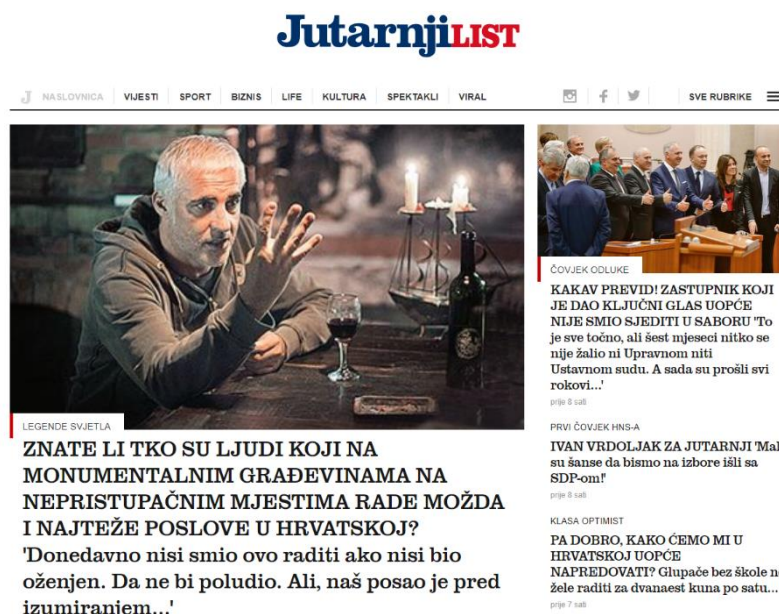 JutarnjiLIST
J NASLOVNICA VIJESTI SPORT BIZNIS LIFE KULTURA SPEKTAKLI VIRAL SVE RUBRIKE
LEGENDE SVJETLA
ZNATE LI TKO SU LJUDI KOJI NA
MONUMENTALNIM GRAĐEVINAMA NA
NEPRISTUPAČNIM MJESTIMA RADE MOŽDA
I NAJTEŽE POSLOVE U HRVATSKOJ?
'Donedavno nisi smio ovo raditi ako nisi bio
oženjen. Da ne bi poludio. Ali, naš posao je pred
izumiranjem...'
ČOVJEK ODLUKE
KAKAV PREVID! ZASTUPNIK KOJI
JE DAO KLJUČNI GLAS UOPĆE
NIJE SMIO SJEDITI U SABORU 'To
je sve točno, ali šest mjeseci nitko se
nije žalio ni Upravnom niti
Ustavnom sudu. A sada su prošli svi
rokovi...'
prije 8 sati
PRVI ČOVJEK HNS-A
IVAN VRDOLJAK ZA JUTARNJI
su šanse da bismo na izbore išli sa
SDP-om!'
prije 8 sati
KLASA OPTIMIST
PA DOBRO, KAKO ĆEMO MI U
HRVATSKOJ UOPĆE
NAPREDOVATI? Glupače bez škole
žele raditi za dvanaest kuna po satu...
prije 7 sati